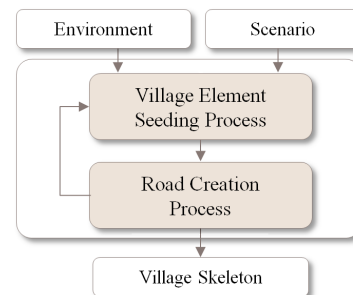 Environment
Scenario
Village Element
Seeding Process
Road Creation
Process
Village Skeleton